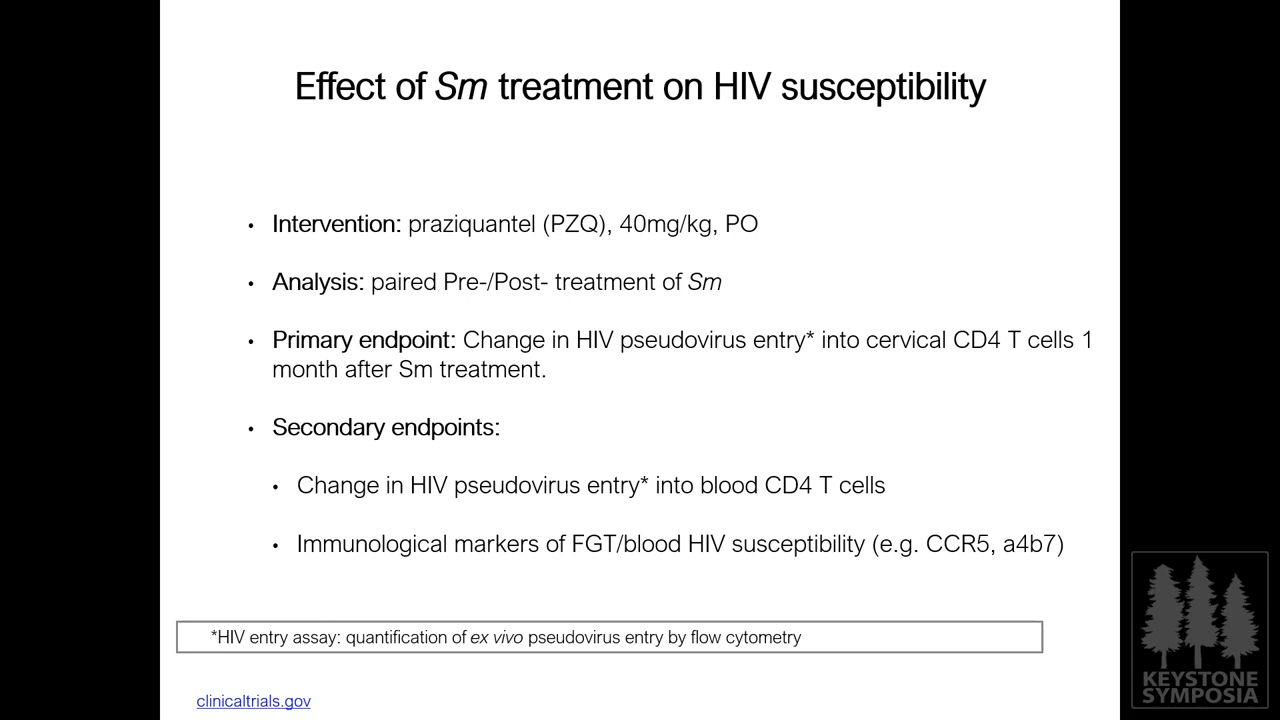 Effect of Sm treatment on HIV susceptibility
• Intervention: praziquantel (PZQ), 40mg/kg, PO
• Analysis: paired Pre-/Post- treatment of Sm
• Primary endpoint: Change in HIV pseudovirus entry* into cervical CD4 T cells 1
month after Sm treatment.
• Secondary endpoints:
• Change in HIV pseudovirus entry* into blood CD4 T cells
• Immunological markers of FGT/blood HIV susceptibility (e.g. CCR5, a4b7)
*HIV entry assay: quantification of ex vivo pseudovirus entry by flow cytometry
clinicaltrials.gov
KEYSTONE
SYMPOSIA